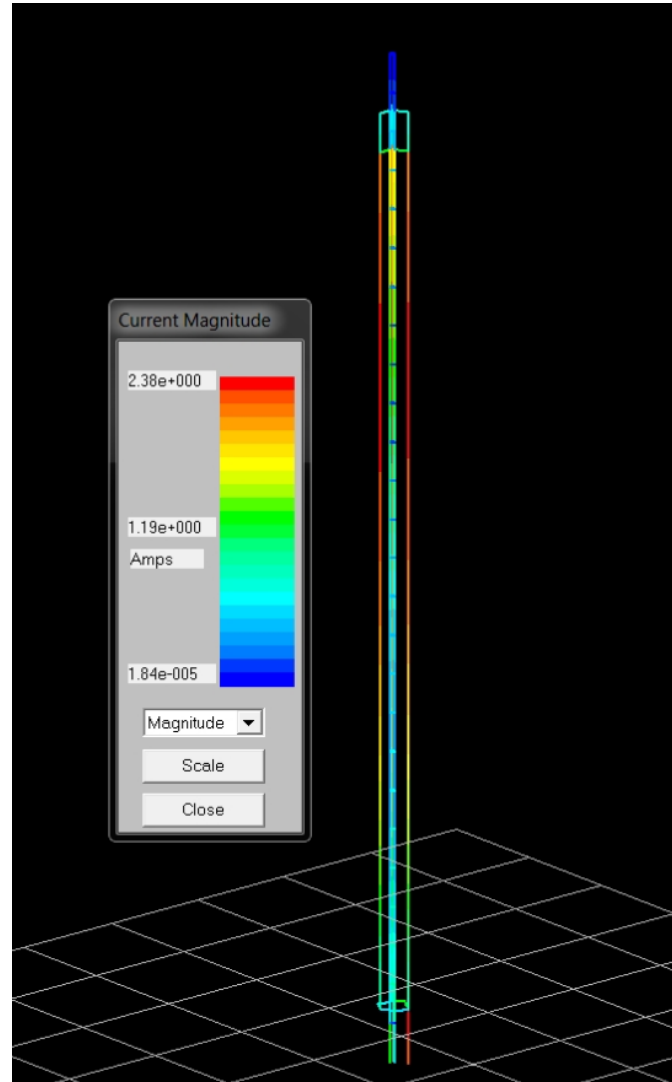 Current Magnitude
2.38e+000
1.19e+000
Amps
1.84e-005
Magnitude
Scale
Close